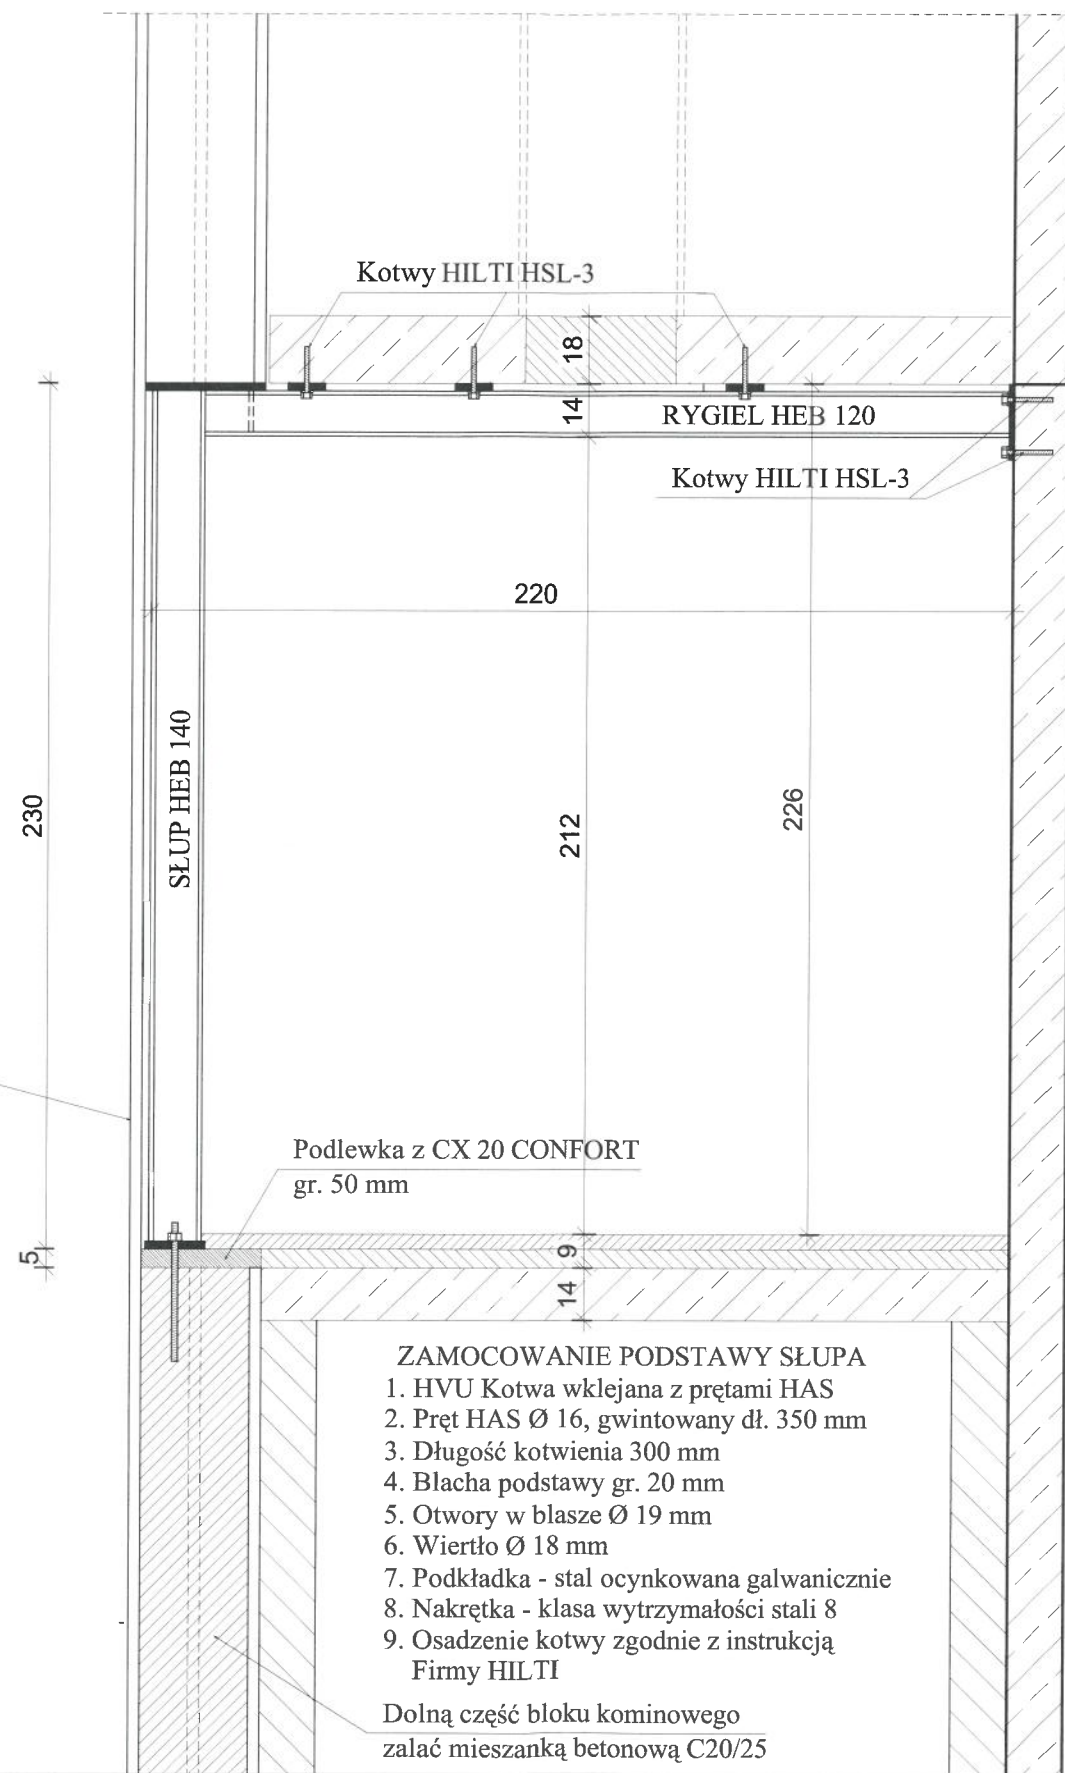 Kotwy HILTI HSL-3
18
14
RYGIEL HEB 120
Kotwy HILTI HSL-3
220
SŁUP HEB 140
230
212
226
Podlewka z CX 20 CONFORT
gr. 50 mm
5
9
14
ZAMOCOWANIE PODSTAWY SŁUPA
1. HVU Kotwa wklejana z prętami HAS
2. Pręt HAS Ø 16, gwintowany dł. 350 mm
3. Długość kotwienia 300 mm
4. Blacha podstawy gr. 20 mm
5. Otwory w blasze Ø 19 mm
6. Wiertło Ø 18 mm
7. Podkładka - stal ocynkowana galwanicznie
8. Nakrętka - klasa wytrzymałości stali 8
9. Osadzenie kotwy zgodnie z instrukcją
Firmy HILTI
Dolną część bloku kominowego
zalać mieszanką betonową C20/25